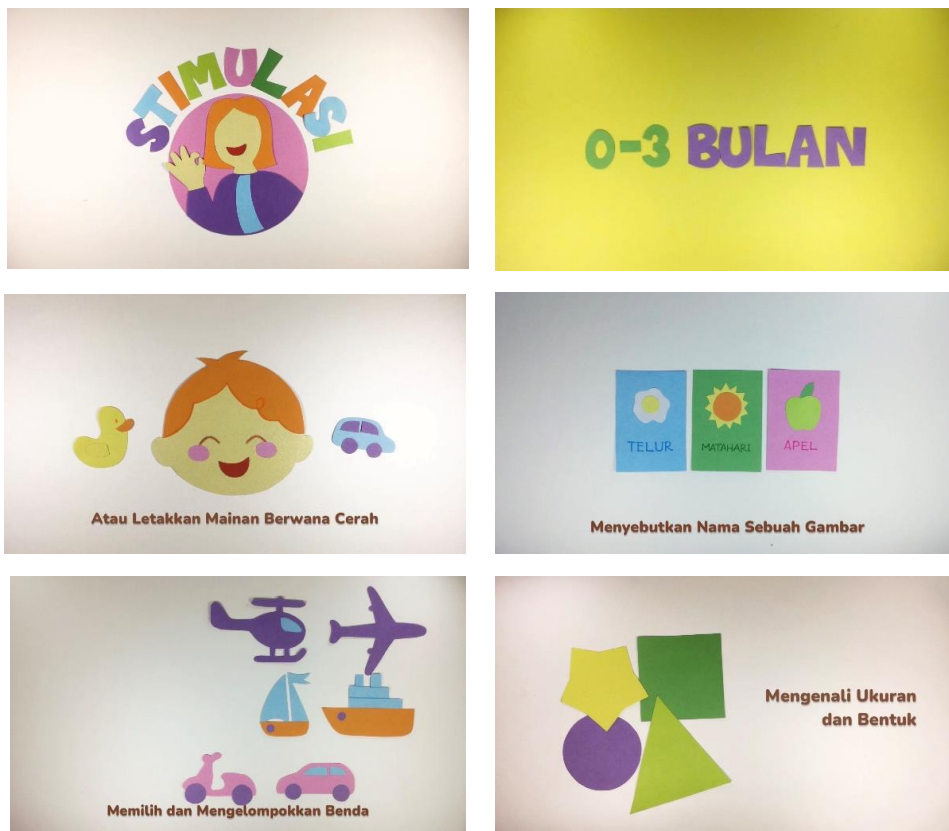 STIMULASI
0-3 BULAN
Atau Letakkan Mainan Berwana Cerah
TELUR
MATAHARI
APEL
Menyebutkan Nama Sebuah Gambar
Memilih dan Mengelompokkan Benda
Mengenali Ukuran
dan Bentuk